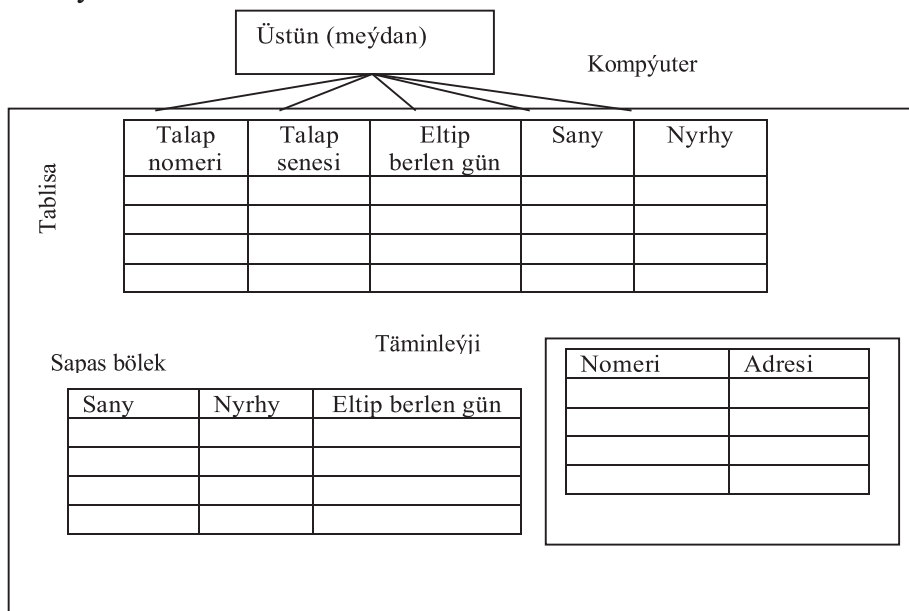 Üstün (meýdan)
Kompýuter
Talap nomeri
Talap senesi
Eltip berlen gün
Sany
Nyrhy
Tablisa
Täminleýji
Sapas bölek
Sany
Nyrhy
Eltip berlen gün
Nomeri
Adresi